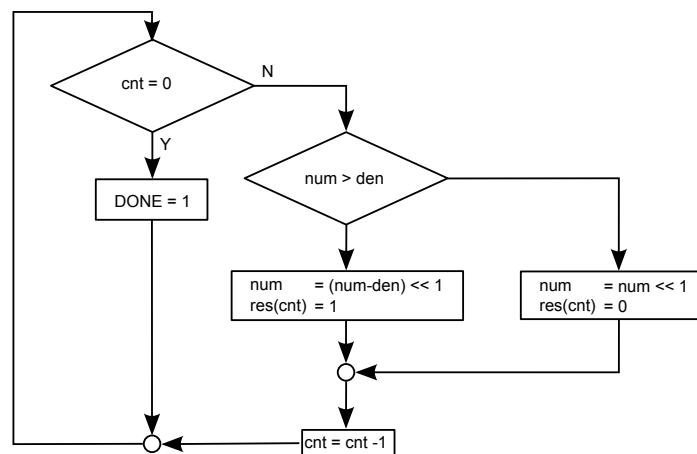 cnt = 0
N
Y
num > den
DONE = 1
num = (num-den) << 1
res(cnt) = 1
num = num << 1
res(cnt) = 0
cnt = cnt -1